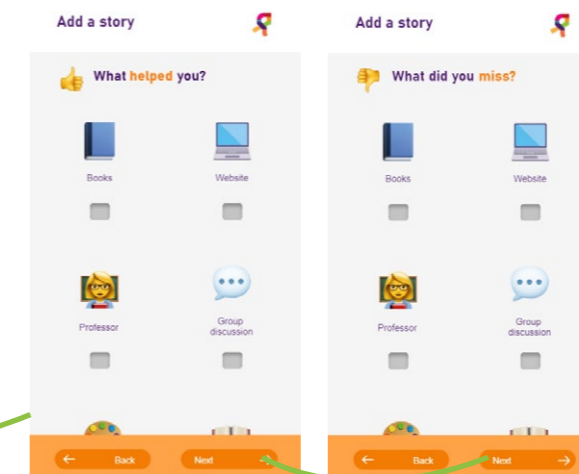 Add a story
What helped you?
Books
Website
Professor
Group
discussion
Back
Next
Add a story
What did you miss?
Books
Website
Professor
Group
discussion
Back
Next